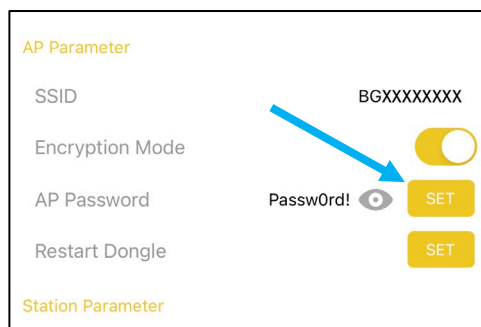 AP Parameter
SSID BGXXXXXXXX
Encryption Mode
AP Password Passw0rd! SET
Restart Dongle SET
Station Parameter